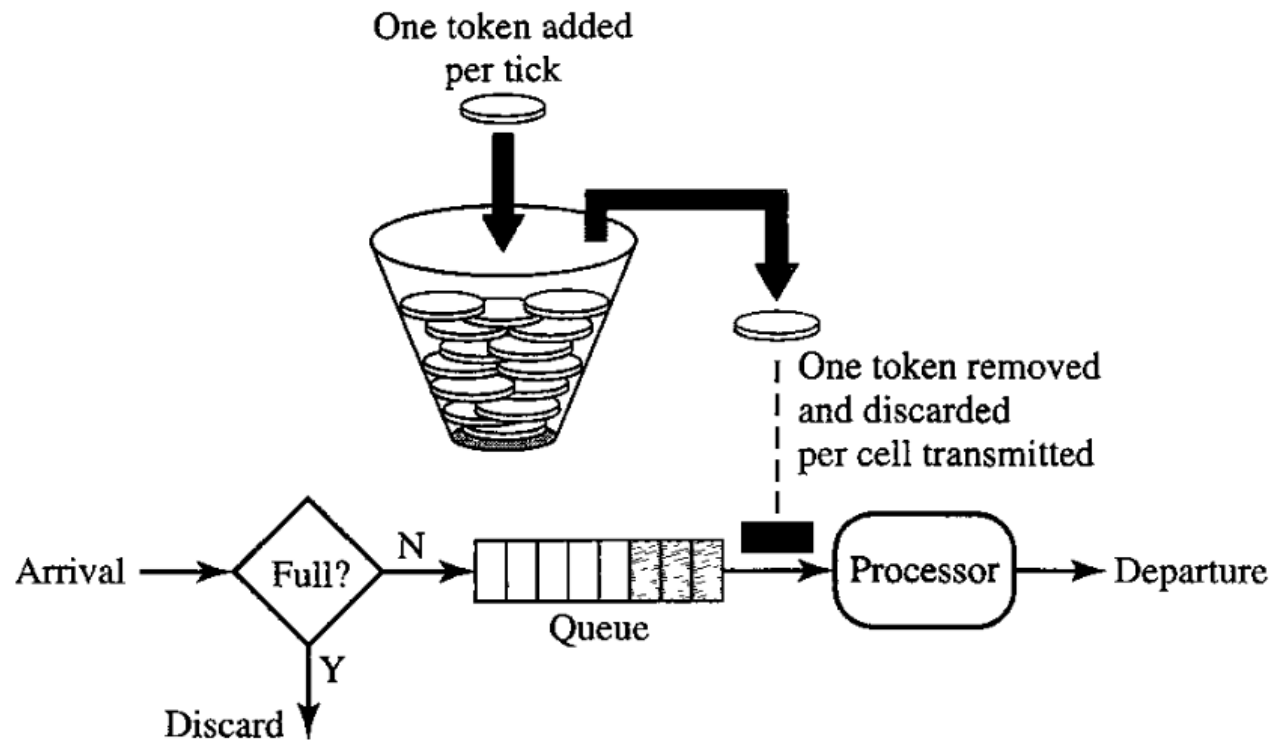 One token added
per tick
One token removed
and discarded
per cell transmitted
Arrival
Full?
N
Y
Discard
Queue
Processor
Departure